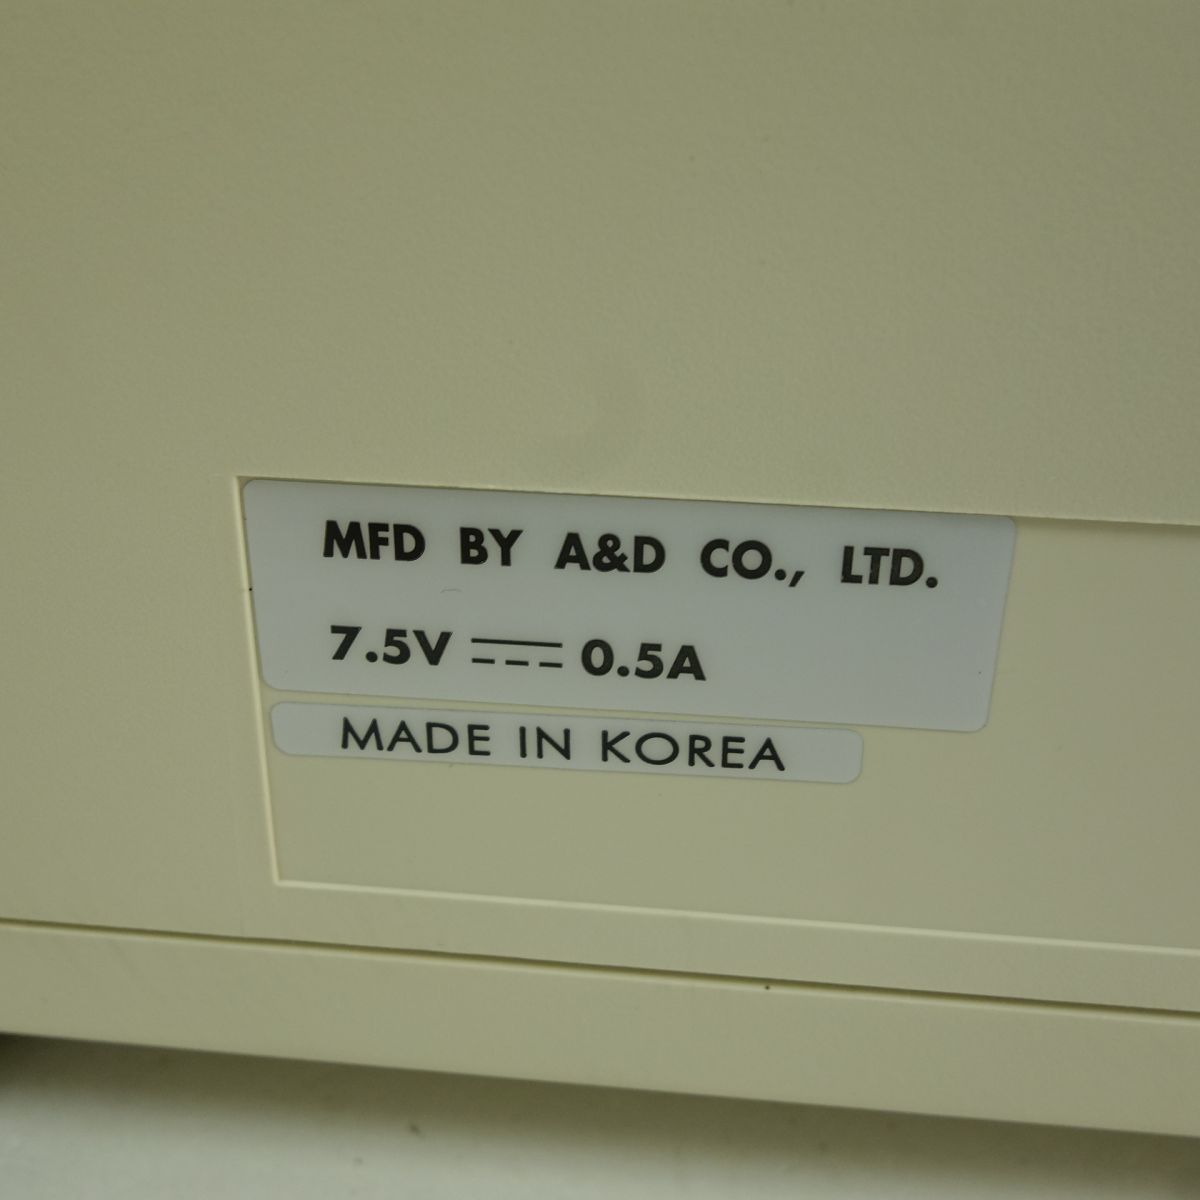 MFD BY A&D CO., LTD.
7.5V ⎓ 0.5A
MADE IN KOREA